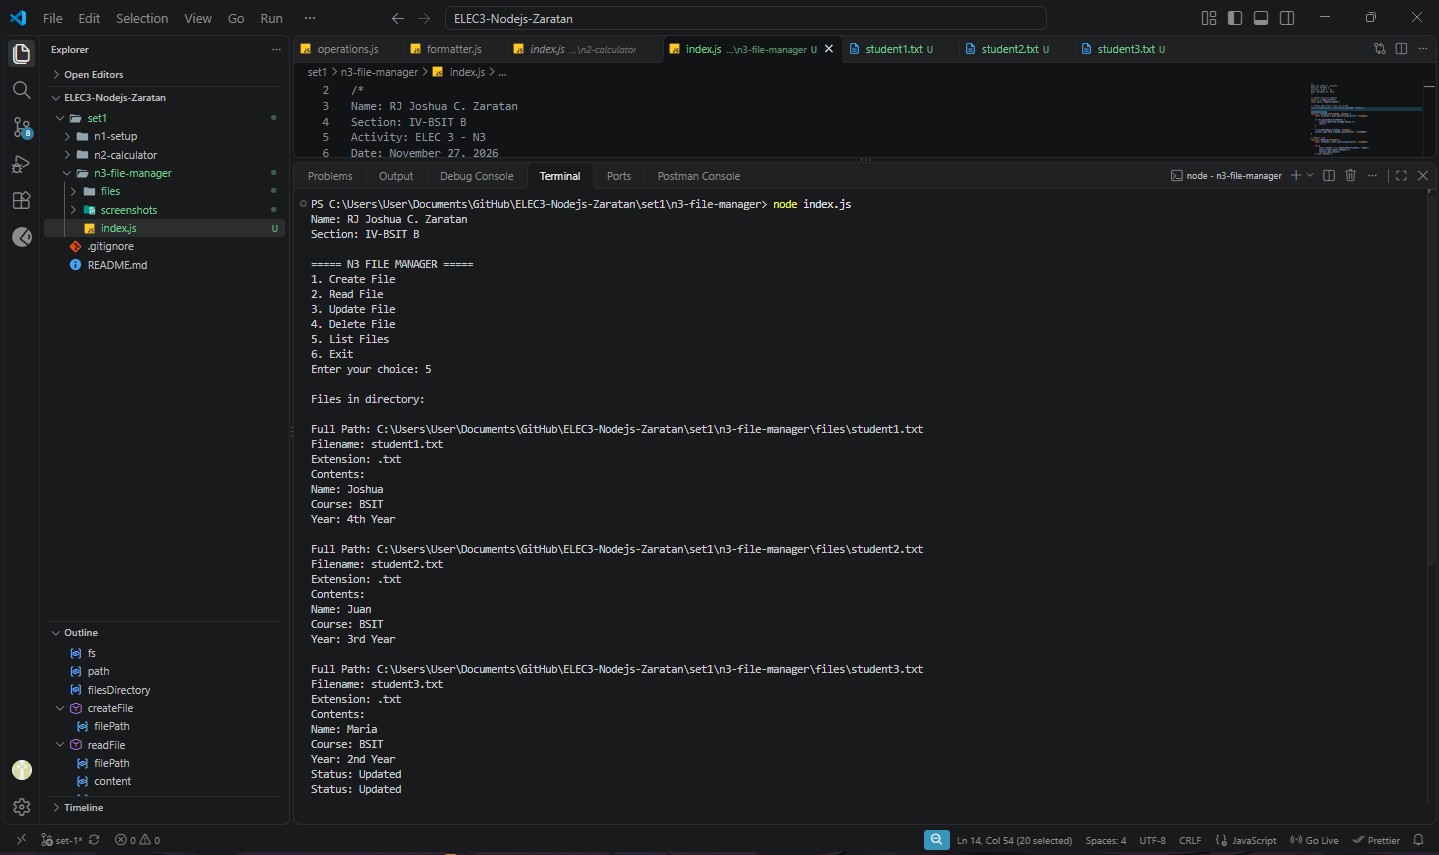 File Edit Selection View Go Run ···
ELEC3-Nodejs-Zaratan
Explorer
Open Editors
ELEC3-Nodejs-Zaratan
set1
n1-setup
n2-calculator
n3-file-manager
files
screenshots
index.js U
.gitignore
README.md
8
Outline
fs
path
filesDirectory
createFile
filePath
readFile
filePath
content
Timeline
operations.js
formatter.js
index.js ...\n2-calculator
index.js ...\n3-file-manager U
student1.txt U
student2.txt U
student3.txt U
set1 > n3-file-manager > index.js > ...
2 /*
3 Name: RJ Joshua C. Zaratan
4 Section: IV-BSIT B
5 Activity: ELEC 3 - N3
6 Date: November 27, 2026
Problems Output Debug Console Terminal Ports Postman Console
node - n3-file-manager
PS C:\Users\User\Documents\GitHub\ELEC3-Nodejs-Zaratan\set1\n3-file-manager> node index.js
Name: RJ Joshua C. Zaratan
Section: IV-BSIT B
===== N3 FILE MANAGER =====
1. Create File
2. Read File
3. Update File
4. Delete File
5. List Files
6. Exit
Enter your choice: 5
Files in directory:
Full Path: C:\Users\User\Documents\GitHub\ELEC3-Nodejs-Zaratan\set1\n3-file-manager\files\student1.txt
Filename: student1.txt
Extension: .txt
Contents:
Name: Joshua
Course: BSIT
Year: 4th Year
Full Path: C:\Users\User\Documents\GitHub\ELEC3-Nodejs-Zaratan\set1\n3-file-manager\files\student2.txt
Filename: student2.txt
Extension: .txt
Contents:
Name: Juan
Course: BSIT
Year: 3rd Year
Full Path: C:\Users\User\Documents\GitHub\ELEC3-Nodejs-Zaratan\set1\n3-file-manager\files\student3.txt
Filename: student3.txt
Extension: .txt
Contents:
Name: Maria
Course: BSIT
Year: 2nd Year
Status: Updated
Status: Updated
set-1* 0 0
Ln 14, Col 54 (20 selected) Spaces: 4 UTF-8 CRLF JavaScript Go Live Prettier